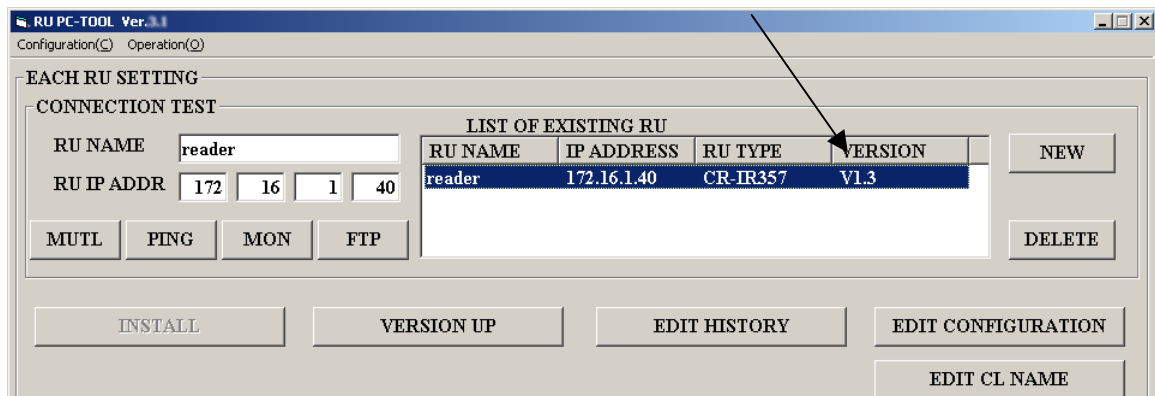 RU PC-TOOL Ver.3.1
Configuration(C) Operation(O)
EACH RU SETTING
CONNECTION TEST
RU NAME reader
RU IP ADDR 172 16 1 40
MUTL PING MON FTP
LIST OF EXISTING RU
RU NAME IP ADDRESS RU TYPE VERSION
reader 172.16.1.40 CR-IR357 V1.3
NEW
DELETE
INSTALL VERSION UP EDIT HISTORY EDIT CONFIGURATION
EDIT CL NAME